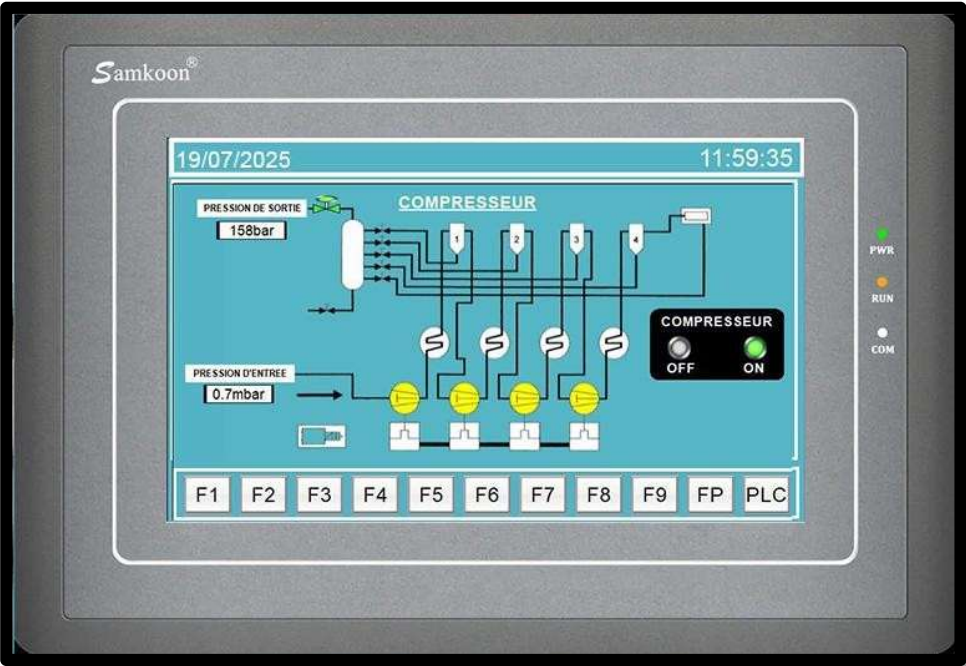 Samkoon®
19/07/2025 11:59:35
COMPRESSEUR
PRESSION DE SORTIE
158bar
1 2 3 4
PWR
RUN
COM
COMPRESSEUR
OFF ON
PRESSION D'ENTREE
0.7mbar
F1 F2 F3 F4 F5 F6 F7 F8 F9 FP PLC